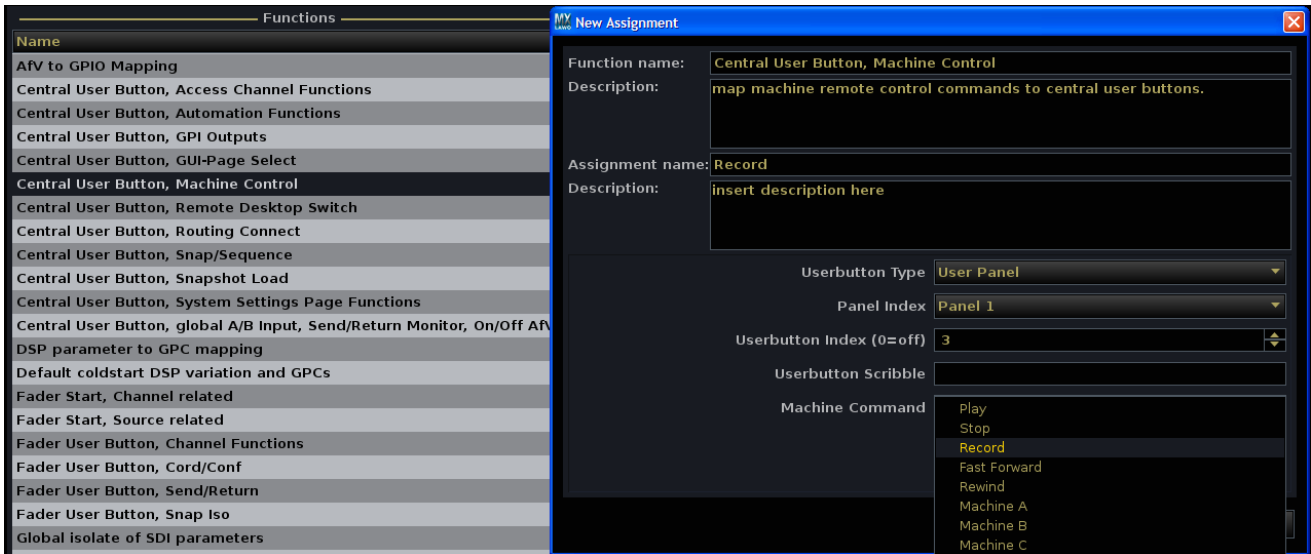 Functions
Name
AfV to GPIO Mapping
Central User Button, Access Channel Functions
Central User Button, Automation Functions
Central User Button, GPI Outputs
Central User Button, GUI-Page Select
Central User Button, Machine Control
Central User Button, Remote Desktop Switch
Central User Button, Routing Connect
Central User Button, Snap/Sequence
Central User Button, Snapshot Load
Central User Button, System Settings Page Functions
Central User Button, global A/B Input, Send/Return Monitor, On/Off AfV
DSP parameter to GPC mapping
Default coldstart DSP variation and GPCs
Fader Start, Channel related
Fader Start, Source related
Fader User Button, Channel Functions
Fader User Button, Cord/Conf
Fader User Button, Send/Return
Fader User Button, Snap Iso
Global isolate of SDI parameters
MY LAWO New Assignment
Function name: Central User Button, Machine Control
Description: map machine remote control commands to central user buttons.
Assignment name: Record
Description: insert description here
Userbutton Type User Panel
Panel Index Panel 1
Userbutton Index (0=off) 3
Userbutton Scribble
Machine Command
Play
Stop
Record
Fast Forward
Rewind
Machine A
Machine B
Machine C